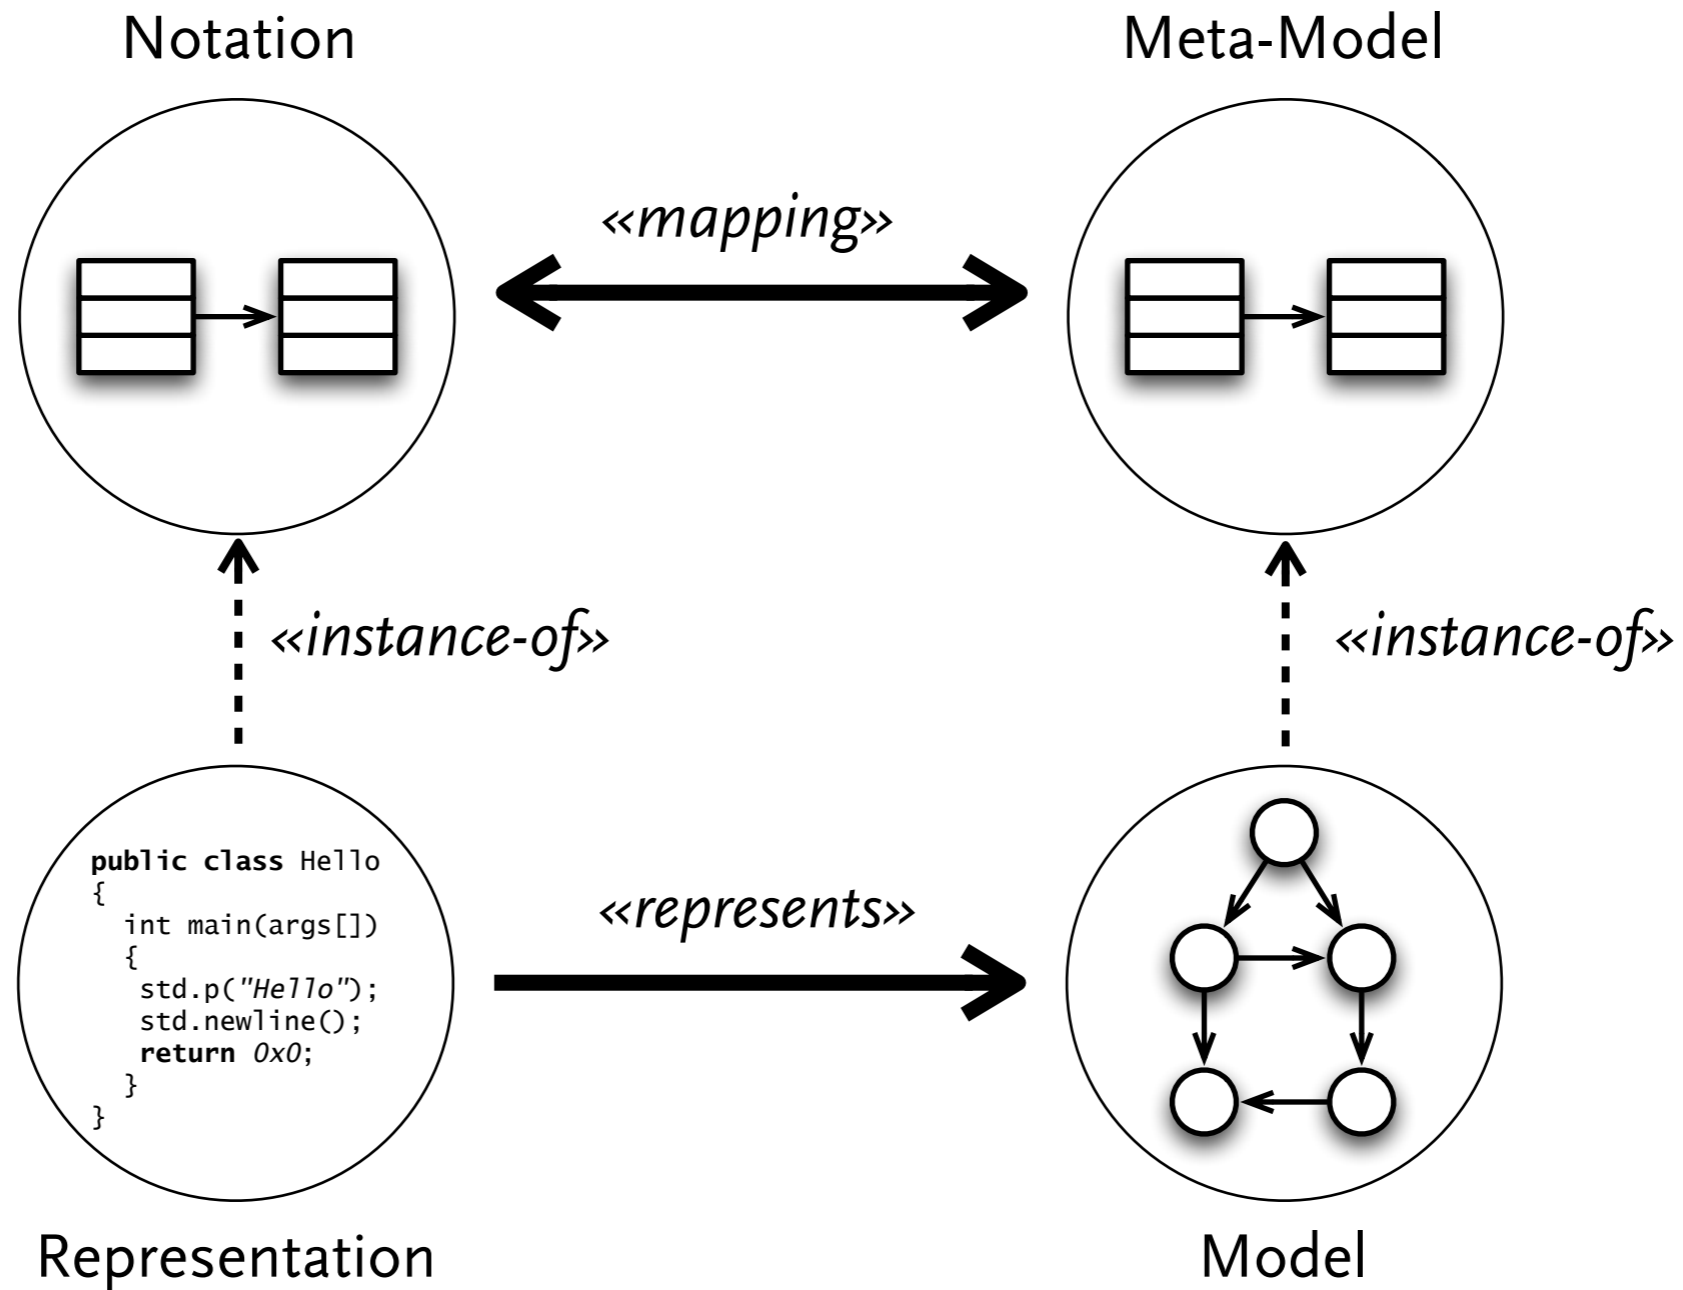 Notation
Meta-Model
«mapping»
«instance-of»
«instance-of»
public class Hello
{
  int main(args[])
  {
   std.p("Hello");
   std.newline();
   return 0x0;
  }
}
«represents»
Representation
Model